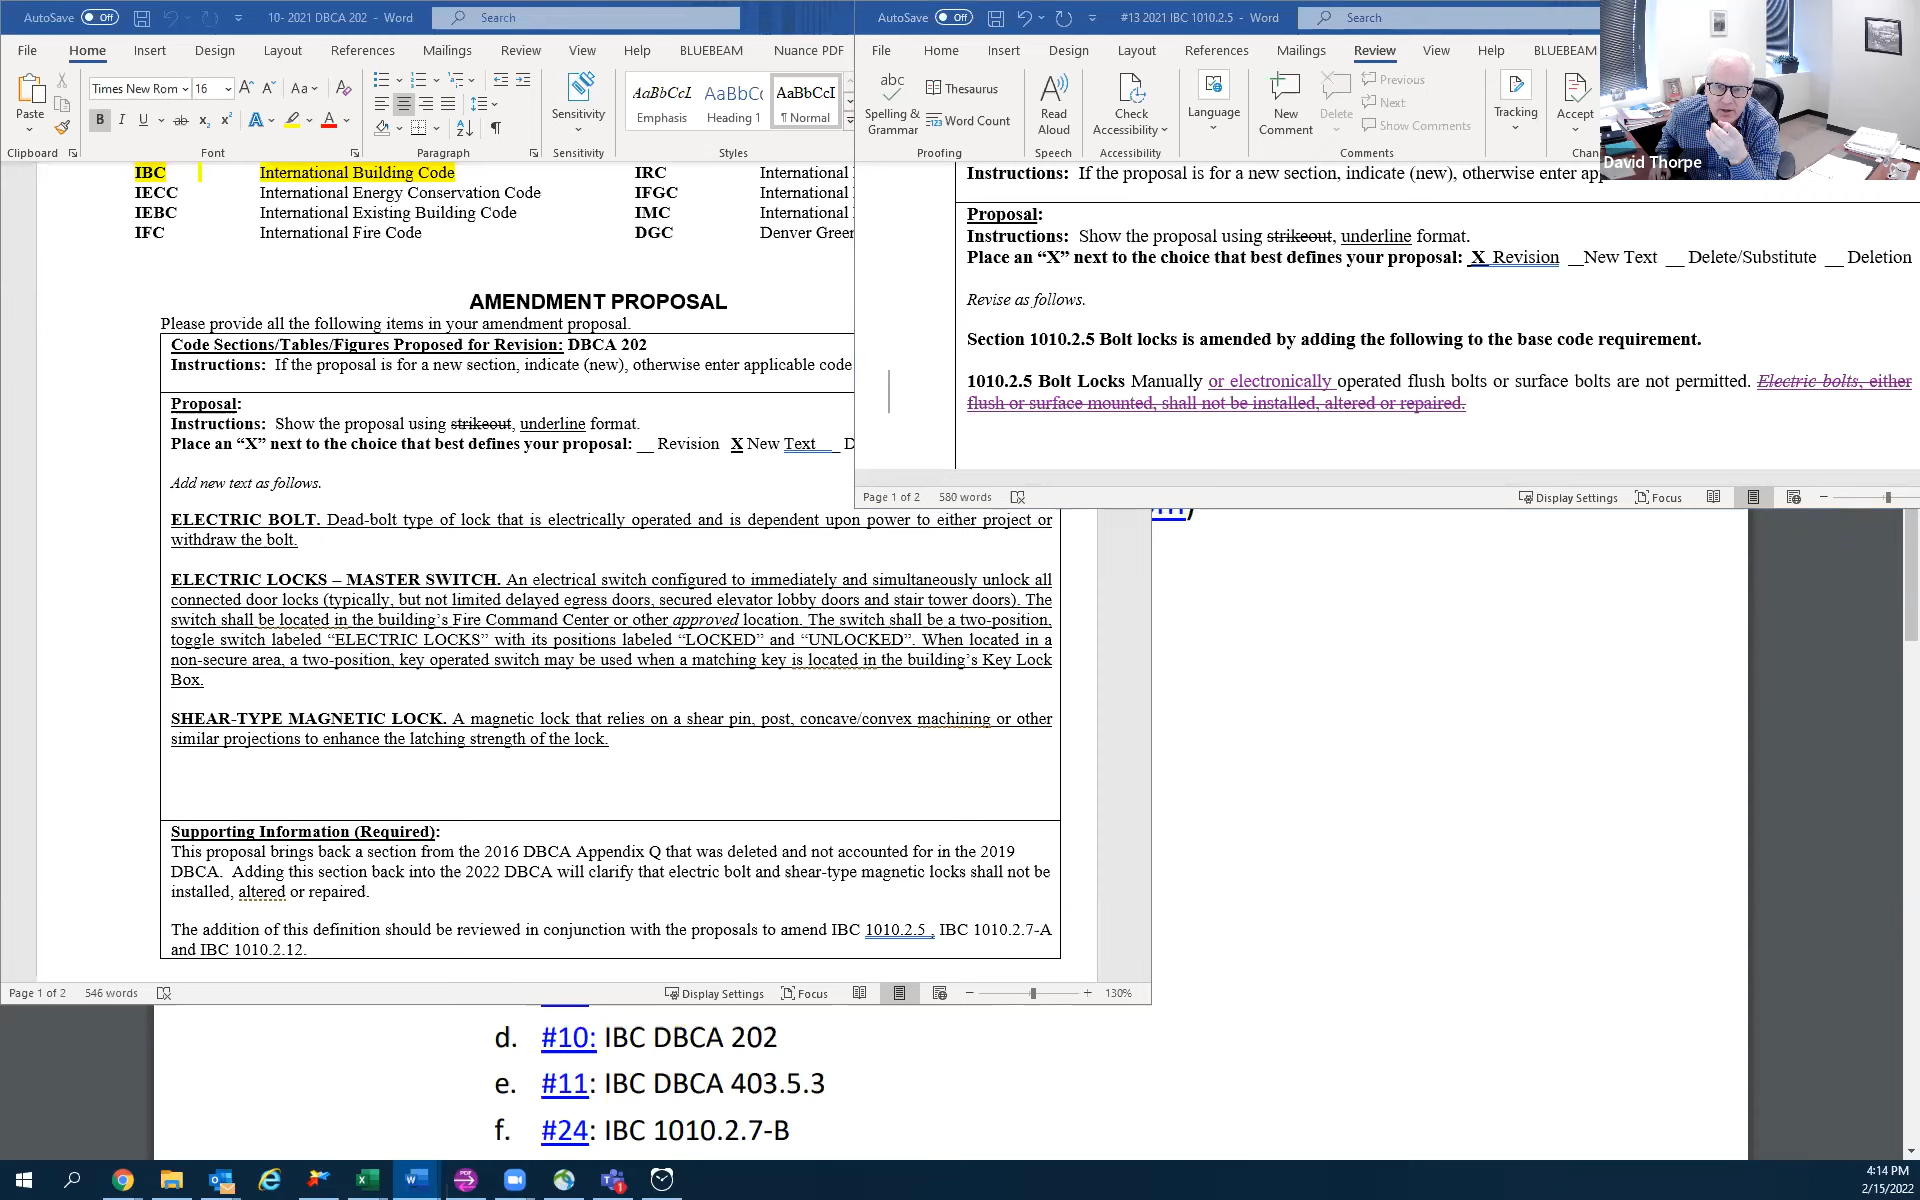 AutoSave Off 10- 2021 DBCA 202 - Word Search
File Home Insert Design Layout References Mailings Review View Help BLUEBEAM Nuance PDF
Paste
Times New Rom 16 Aa
B I U ab x₂ x² A A
AaBbCcI AaBbCc AaBbCcI
Emphasis Heading 1 ¶ Normal
Sensitivity
Clipboard Font Paragraph Sensitivity Styles
IBC International Building Code IRC International
IECC International Energy Conservation Code IFGC International
IEBC International Existing Building Code IMC International
IFC International Fire Code DGC Denver Green
AMENDMENT PROPOSAL
Please provide all the following items in your amendment proposal.
Code Sections/Tables/Figures Proposed for Revision: DBCA 202
Instructions: If the proposal is for a new section, indicate (new), otherwise enter applicable code
Proposal:
Instructions: Show the proposal using strikeout, underline format.
Place an “X” next to the choice that best defines your proposal: __ Revision X New Text__ D
Add new text as follows.
ELECTRIC BOLT. Dead-bolt type of lock that is electrically operated and is dependent upon power to either project or
withdraw the bolt.
ELECTRIC LOCKS – MASTER SWITCH. An electrical switch configured to immediately and simultaneously unlock all
connected door locks (typically, but not limited delayed egress doors, secured elevator lobby doors and stair tower doors). The
switch shall be located in the building’s Fire Command Center or other approved location. The switch shall be a two-position,
toggle switch labeled “ELECTRIC LOCKS” with its positions labeled “LOCKED” and “UNLOCKED”. When located in a
non-secure area, a two-position, key operated switch may be used when a matching key is located in the building’s Key Lock
Box.
SHEAR-TYPE MAGNETIC LOCK. A magnetic lock that relies on a shear pin, post, concave/convex machining or other
similar projections to enhance the latching strength of the lock.
Supporting Information (Required):
This proposal brings back a section from the 2016 DBCA Appendix Q that was deleted and not accounted for in the 2019
DBCA. Adding this section back into the 2022 DBCA will clarify that electric bolt and shear-type magnetic locks shall not be
installed, altered or repaired.
The addition of this definition should be reviewed in conjunction with the proposals to amend IBC 1010.2.5 , IBC 1010.2.7-A
and IBC 1010.2.12.
Page 1 of 2 546 words Display Settings Focus 130%
AutoSave Off #13 2021 IBC 1010.2.5 - Word Search
File Home Insert Design Layout References Mailings Review View Help BLUEBEAM
abc Spelling & Grammar Thesaurus Word Count
Read Aloud Check Accessibility Language New Comment Delete Previous Next Show Comments Tracking Accept
Proofing Speech Accessibility Comments Chan
David Thorpe
Instructions: If the proposal is for a new section, indicate (new), otherwise enter ap
Proposal:
Instructions: Show the proposal using strikeout, underline format.
Place an “X” next to the choice that best defines your proposal: X Revision __New Text __ Delete/Substitute __ Deletion
Revise as follows.
Section 1010.2.5 Bolt locks is amended by adding the following to the base code requirement.
1010.2.5 Bolt Locks Manually or electronically operated flush bolts or surface bolts are not permitted. Electric bolts, either
flush or surface mounted, shall not be installed, altered or repaired.
Page 1 of 2 580 words Display Settings Focus
d. #10: IBC DBCA 202
e. #11: IBC DBCA 403.5.3
f. #24: IBC 1010.2.7-B
4:14 PM
2/15/2022